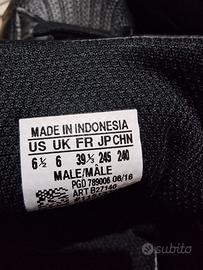 MADE IN INDONESIA
US UK FR JP CHN
6½ 6 39⅓ 245 240
MALE/MÂLE
PGD 789006 06/16
ART B27140
subito